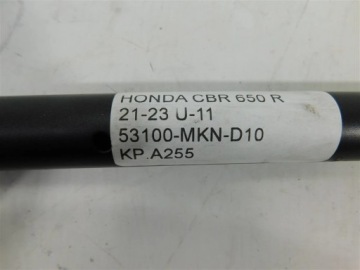 HONDA CBR 650 R
21-23 U-11
53100-MKN-D10
KP.A255